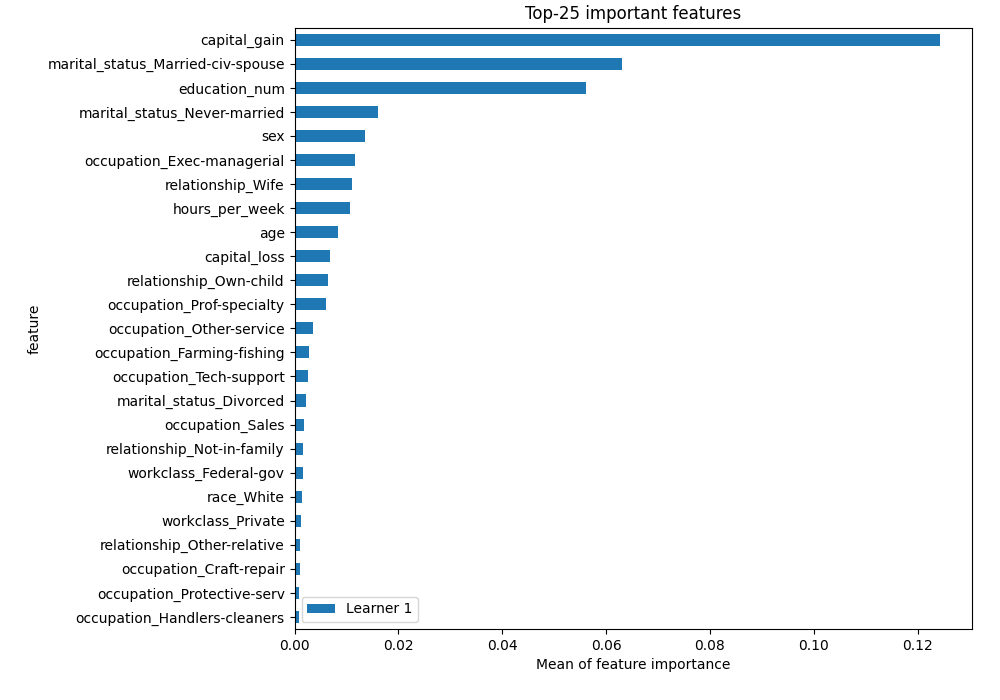 Top-25 important features
capital_gain
marital_status_Married-civ-spouse
education_num
marital_status_Never-married
sex
occupation_Exec-managerial
relationship_Wife
hours_per_week
age
capital_loss
relationship_Own-child
occupation_Prof-specialty
occupation_Other-service
occupation_Farming-fishing
occupation_Tech-support
marital_status_Divorced
occupation_Sales
relationship_Not-in-family
workclass_Federal-gov
race_White
workclass_Private
relationship_Other-relative
occupation_Craft-repair
occupation_Protective-serv
occupation_Handlers-cleaners
feature
Learner 1
0.00 0.02 0.04 0.06 0.08 0.10 0.12
Mean of feature importance